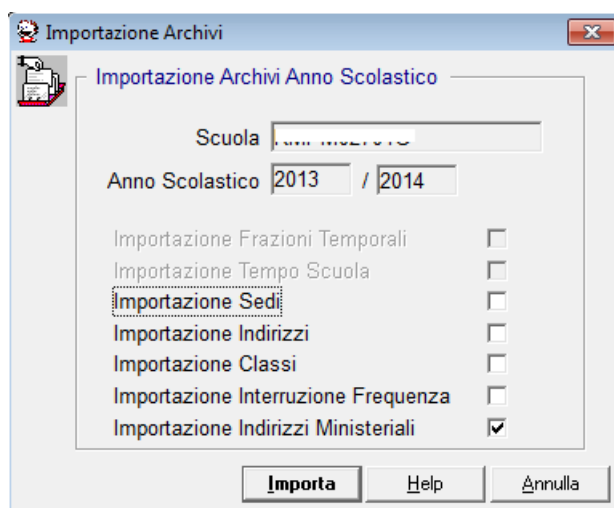 Importazione Archivi
Importazione Archivi Anno Scolastico
Scuola
Anno Scolastico 2013 / 2014
Importazione Frazioni Temporali
Importazione Tempo Scuola
Importazione Sedi
Importazione Indirizzi
Importazione Classi
Importazione Interruzione Frequenza
Importazione Indirizzi Ministeriali
Importa Help Annulla